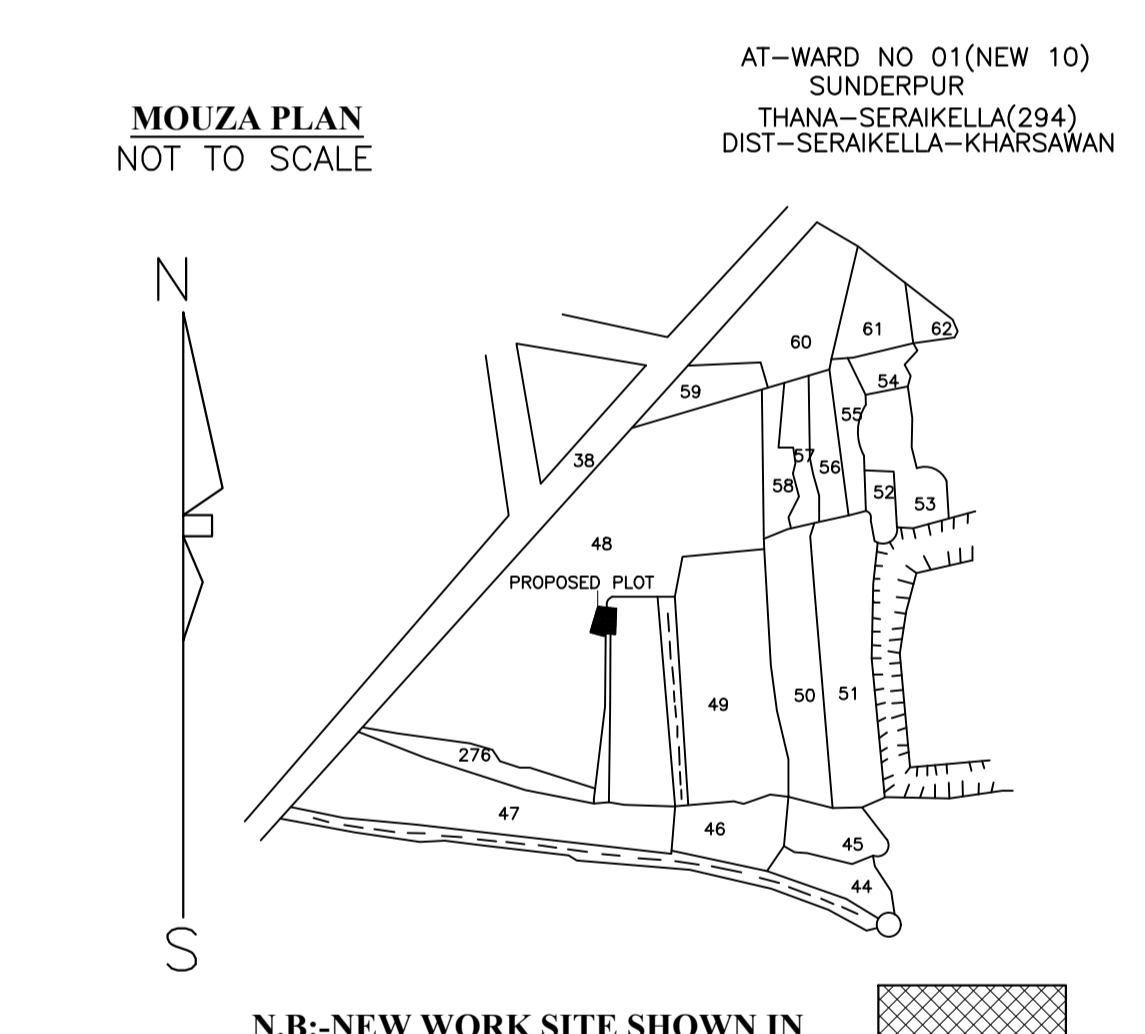 AT-WARD NO 01(NEW 10)
SUNDERPUR
THANA-SERAIKELLA(294)
DIST-SERAIKELLA-KHARSAWAN
MOUZA PLAN
NOT TO SCALE
N
60
61
62
59
54
55
38
57
56
58
52
53
48
PROPOSED PLOT
49
50
51
276
47
46
45
44
S
N.B:-NEW WORK SITE SHOWN IN